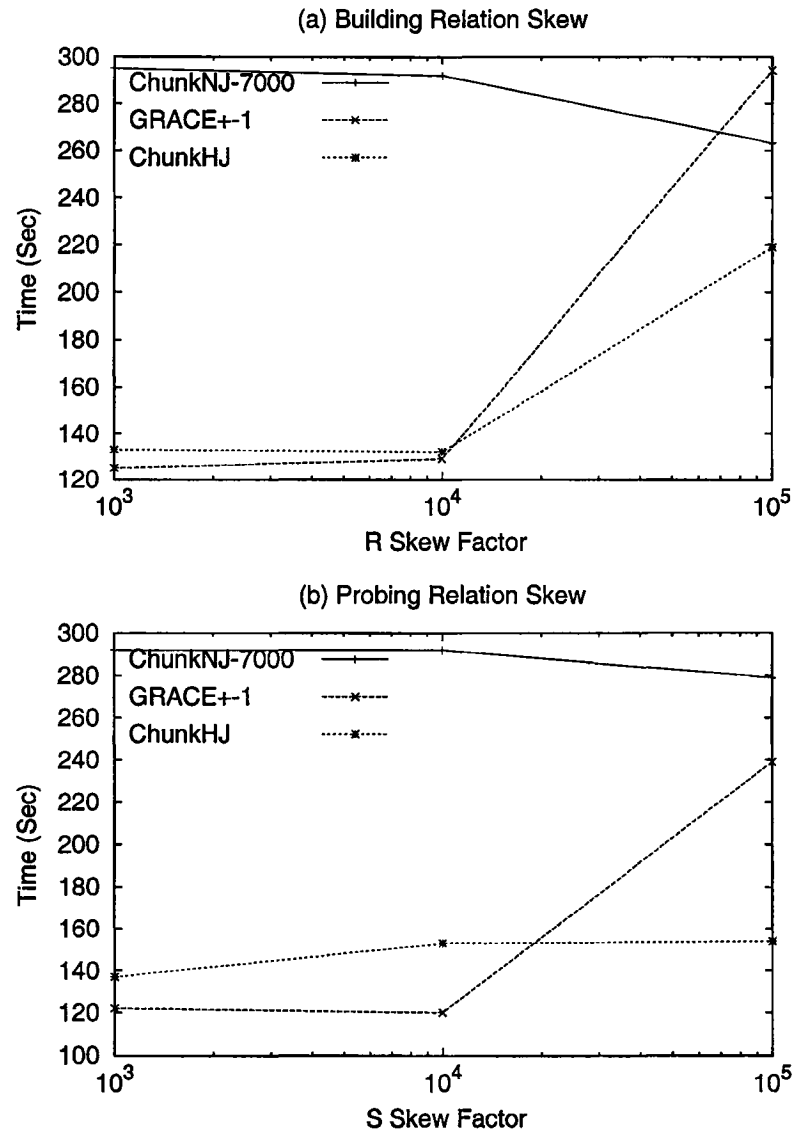 (a) Building Relation Skew
300
280
260
240
220
200
180
160
140
120
Time (Sec)
ChunkNJ-7000
GRACE+-1
ChunkHJ
10^3
10^4
10^5
R Skew Factor
(b) Probing Relation Skew
300
280
260
240
220
200
180
160
140
120
100
Time (Sec)
ChunkNJ-7000
GRACE+-1
ChunkHJ
10^3
10^4
10^5
S Skew Factor